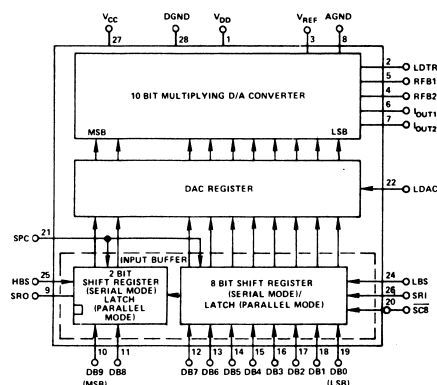 VCC DGND VDD VREF AGND
27 28 1 3 8
2 LDTR
5 RFB1
4 RFB2
6 IOUT1
7 IOUT2
10 BIT MULTIPLYING D/A CONVERTER
MSB LSB
DAC REGISTER
22 LDAC
SPC 21
INPUT BUFFER
HBS 25
SRO 9
2 BIT
SHIFT REGISTER
(SERIAL MODE)
LATCH
(PARALLEL
MODE)
8 BIT SHIFT REGISTER
(SERIAL MODE)/
LATCH (PARALLEL MODE)
24 LBS
26 SRI
20 SC8
10 11 12 13 14 15 16 17 18 19
DB9 DB8 DB7 DB6 DB5 DB4 DB3 DB2 DB1 DB0
(MSB) (LSB)